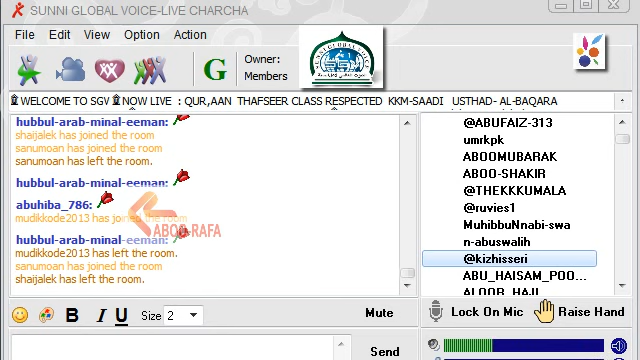 SUNNI GLOBAL VOICE-LIVE CHARCHA
File Edit View Option Action
G
Owner:
Members
WELCOME TO SGV NOW LIVE : QUR,AAN THAFSEER CLASS RESPECTED KKM-SAADI USTHAD- AL-BAQARA
hubbul-arab-minal-eeman:
shaijalek has joined the room
sanumoan has joined the room
sanumoan has left the room.
hubbul-arab-minal-eeman:
abuhiba_786:
mudikkode2013 has joined the room
ABOO-RAFA
hubbul-arab-minal-eeman:
mudikkode2013 has left the room.
sanumoan has joined the room
shaijalek has left the room.
@ABUFAIZ-313
umrkpk
ABOOMUBARAK
ABOO-SHAKIR
@THEKKKUMALA
@ruvies1
MuhibbuNnabi-swa
n-abuswalih
@kizhisseri
ABU_HAISAM_POO...
ALOOR_HAJI
B I U Size 2 Mute
Lock On Mic Raise Hand
Send